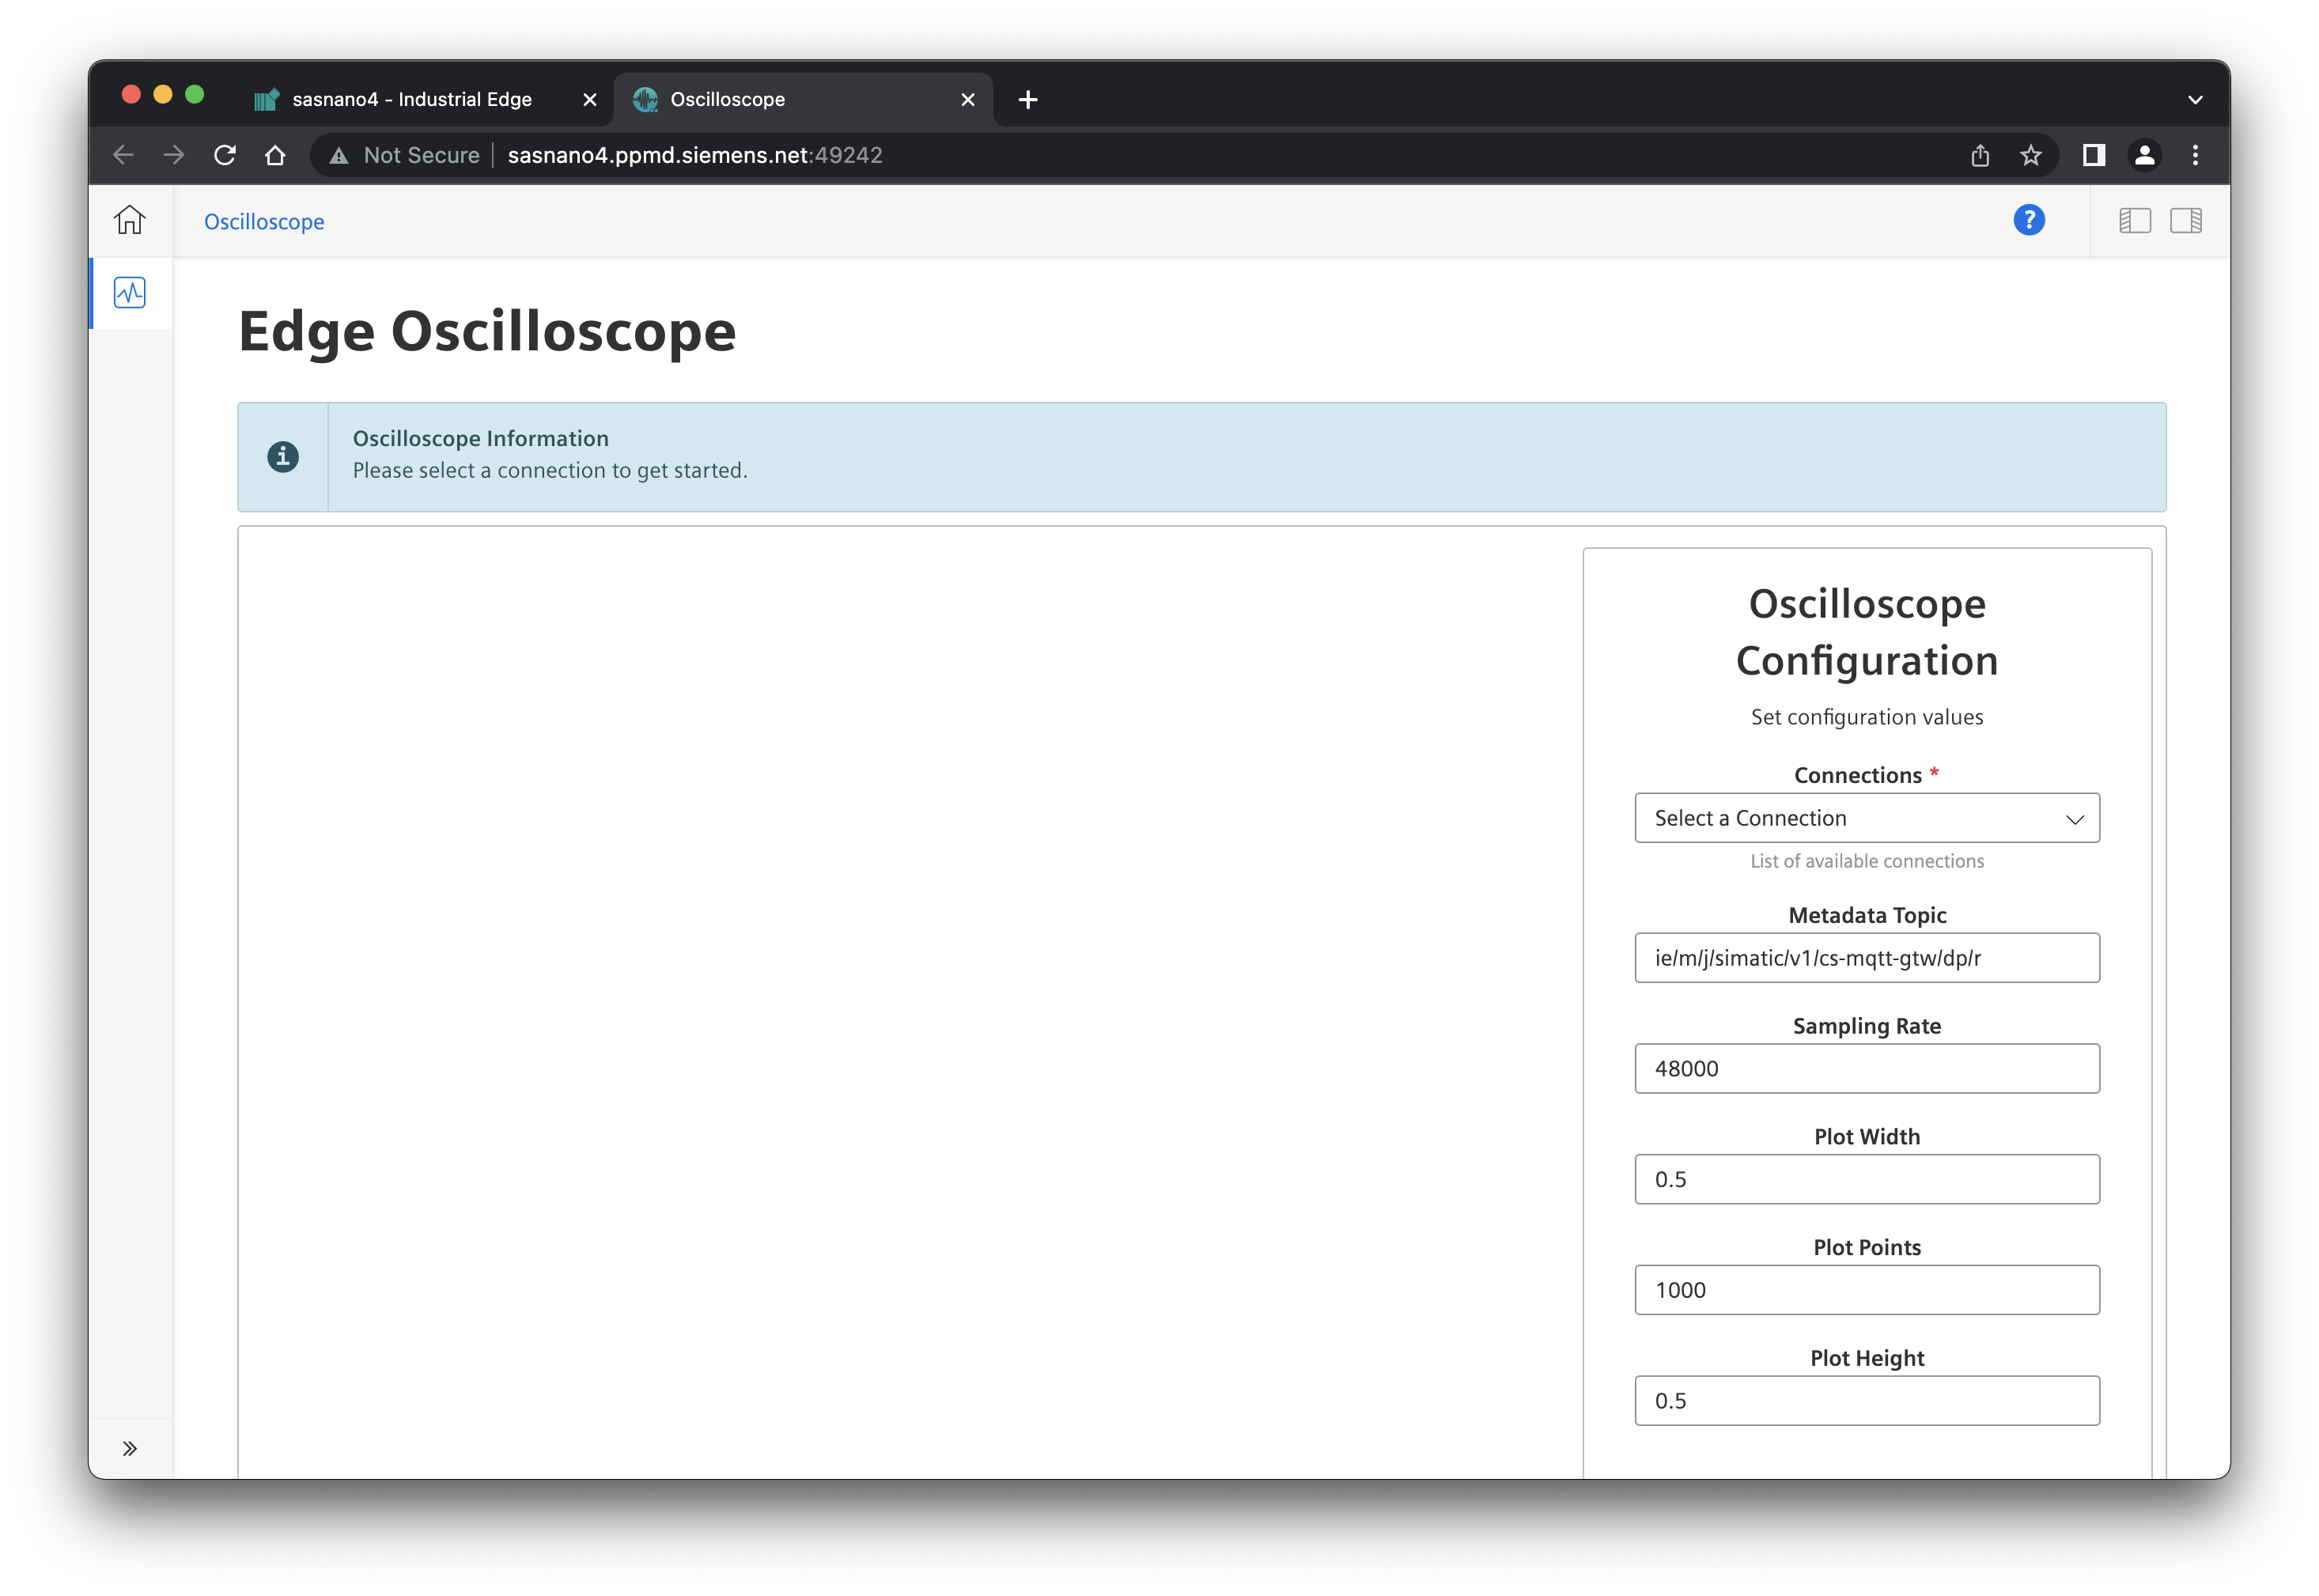 sasnano4 - Industrial Edge
Oscilloscope
Not Secure
sasnano4.ppmd.siemens.net:49242
Oscilloscope
?
Edge Oscilloscope
Oscilloscope Information
Please select a connection to get started.
Oscilloscope
Configuration
Set configuration values
Connections *
Select a Connection
List of available connections
Metadata Topic
ie/m/j/simatic/v1/cs-mqtt-gtw/dp/r
Sampling Rate
48000
Plot Width
0.5
Plot Points
1000
Plot Height
0.5